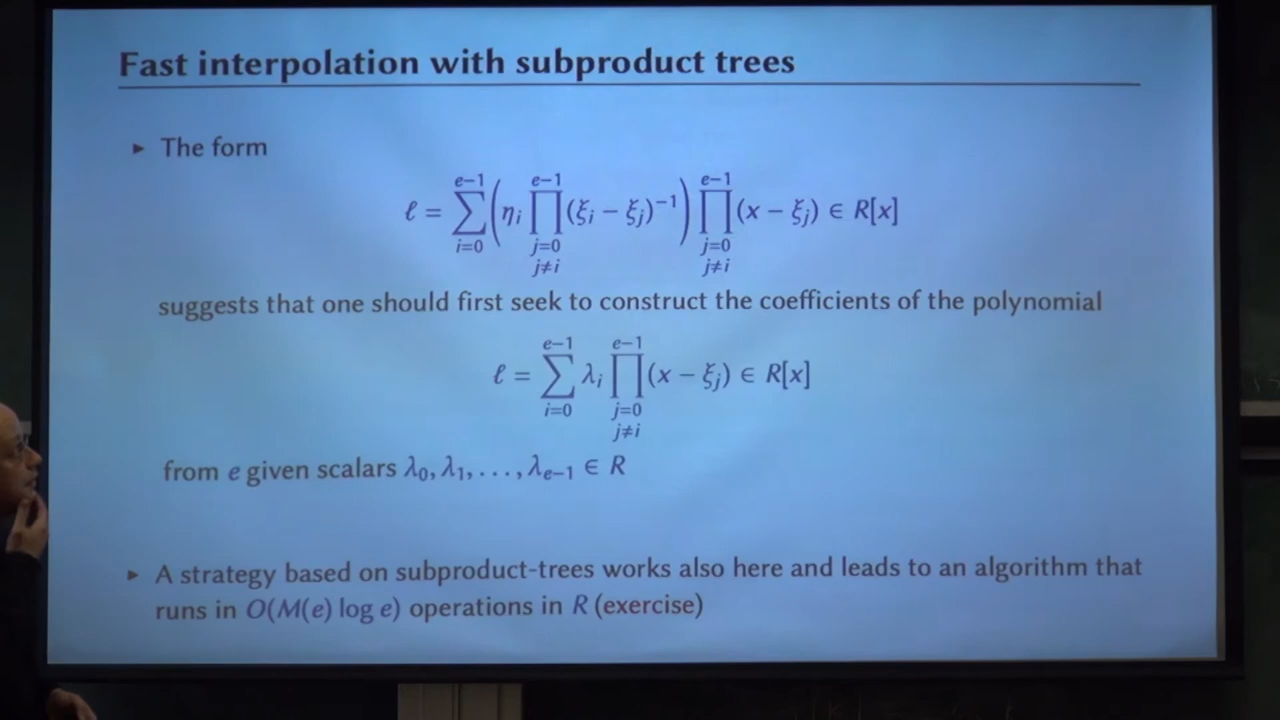 Fast interpolation with subproduct trees
▸ The form
ℓ = ∑_{i=0}^{e−1} (η_i ∏_{j=0, j≠i}^{e−1} (ξ_i − ξ_j)^{−1}) ∏_{j=0, j≠i}^{e−1} (x − ξ_j) ∈ R[x]
suggests that one should first seek to construct the coefficients of the polynomial
ℓ = ∑_{i=0}^{e−1} λ_i ∏_{j=0, j≠i}^{e−1} (x − ξ_j) ∈ R[x]
from e given scalars λ_0, λ_1, . . . , λ_{e−1} ∈ R
▸ A strategy based on subproduct-trees works also here and leads to an algorithm that
runs in O(M(e) log e) operations in R (exercise)